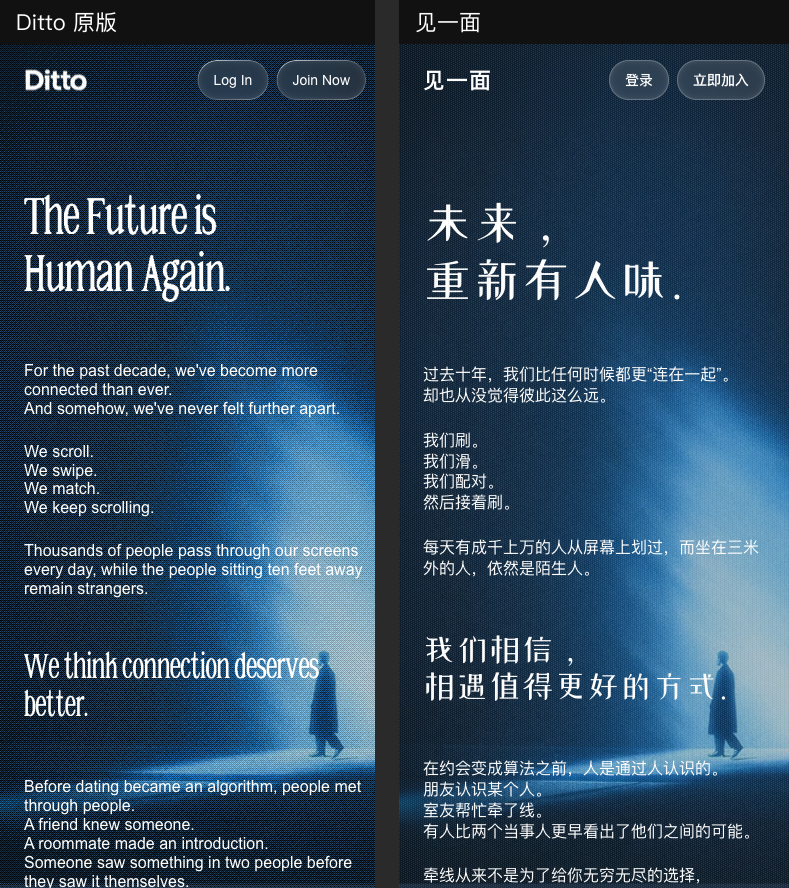 Ditto 原版
Ditto
Log In
Join Now
The Future is
Human Again.
For the past decade, we've become more
connected than ever.
And somehow, we've never felt further apart.
We scroll.
We swipe.
We match.
We keep scrolling.
Thousands of people pass through our screens
every day, while the people sitting ten feet away
remain strangers.
We think connection deserves
better.
Before dating became an algorithm, people met
through people.
A friend knew someone.
A roommate made an introduction.
Someone saw something in two people before
they saw it themselves.
见一面
见一面
登录
立即加入
未来，
重新有人味.
过去十年，我们比任何时候都更“连在一起”。
却也从没觉得彼此这么远。
我们刷。
我们滑。
我们配对。
然后接着刷。
每天有成千上万的人从屏幕上划过，而坐在三米
外的人，依然是陌生人。
我们相信，
相遇值得更好的方式.
在约会变成算法之前，人是通过人认识的。
朋友认识某个人。
室友帮忙牵了线。
有人比两个当事人更早看出了他们之间的可能。
牵线从来不是为了给你无穷无尽的选择，